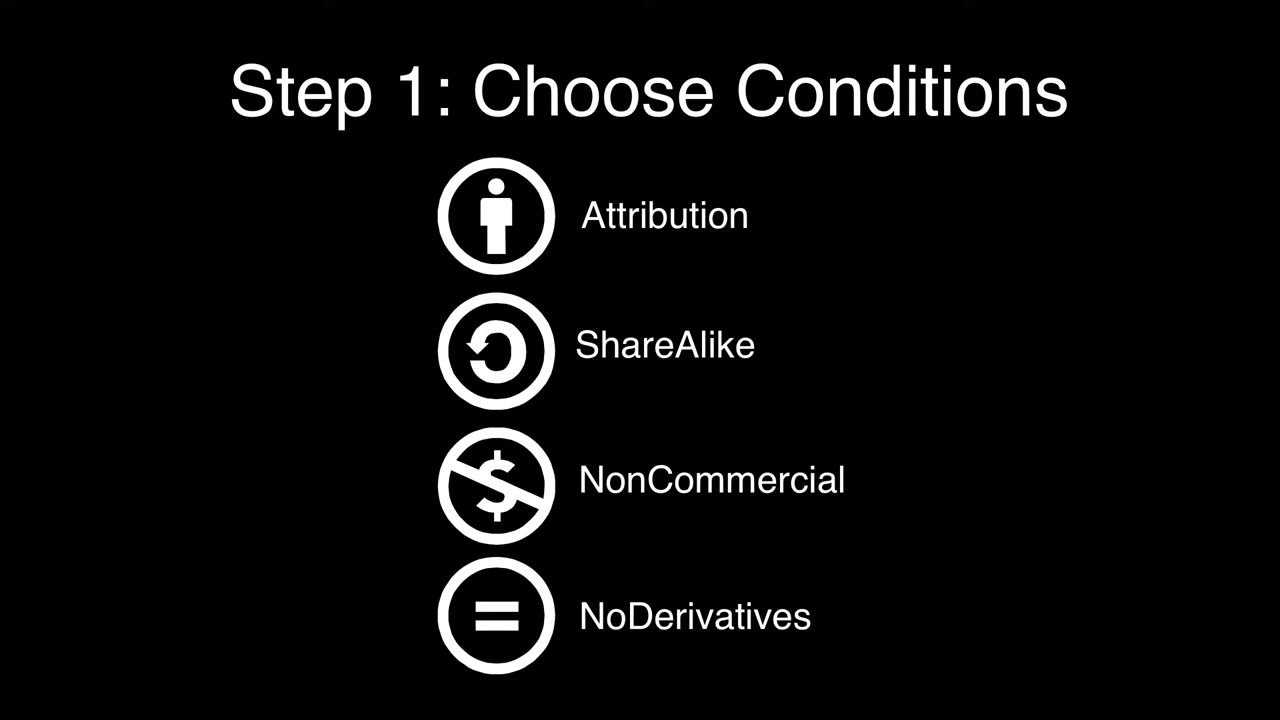 Step 1: Choose Conditions
Attribution
ShareAlike
NonCommercial
NoDerivatives